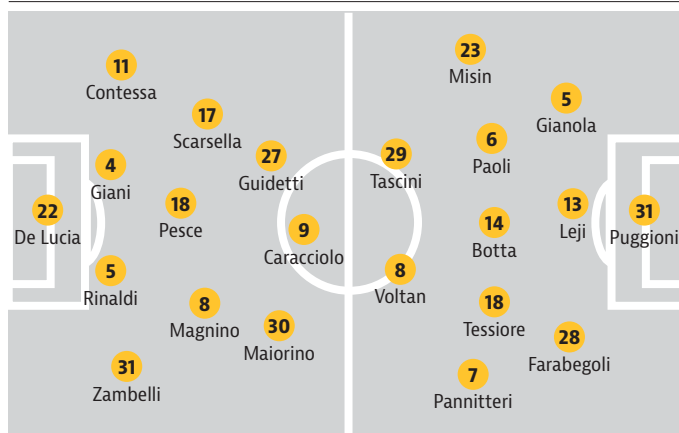 11
Contessa
17
Scarsella
4
Giani
27
Guidetti
22
De Lucia
18
Pesce
9
Caracciolo
5
Rinaldi
8
Magnino
30
Maiorino
31
Zambelli
23
Misin
5
Gianola
6
Paoli
29
Tascini
13
Leji
31
Puggioni
14
Botta
8
Voltan
18
Tessiore
28
Farabegoli
7
Pannitteri